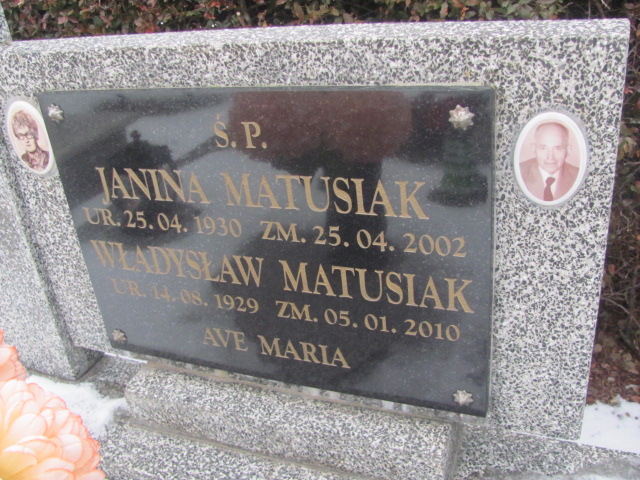 Ś.P.
JANINA MATUSIAK
UR. 25. 04. 1930 ZM. 25. 04. 2002
WŁADYSŁAW MATUSIAK
UR. 14. 08. 1929 ZM. 05. 01. 2010
AVE MARIA